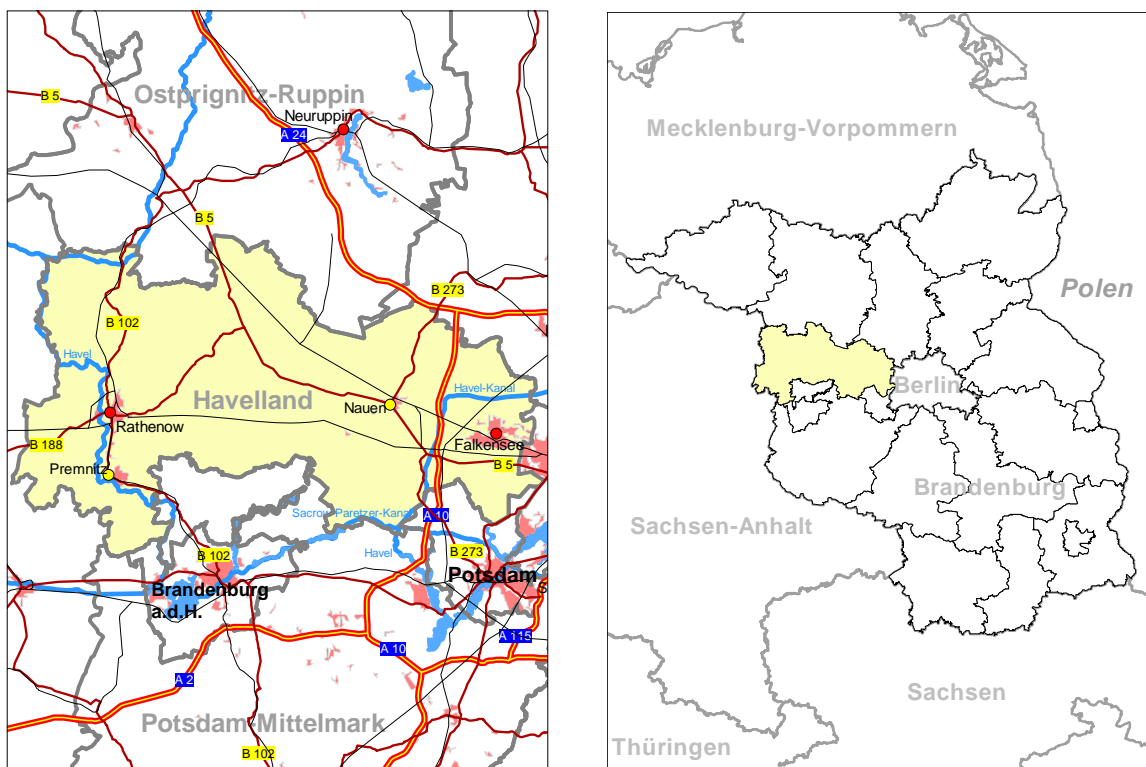 B 5
Ostprignitz-Ruppin
Neuruppin
A 24
B 5
B 273
B 102
Havel
Havel-Kanal
Havelland
Nauen
Rathenow
Falkensee
B 188
B 5
Premnitz
Sacrow-Paretzer-Kanal
A 10
B 102
Havel
B 273
Potsdam
Brandenburg
a.d.H.
S
A 115
A 10
A 2
Potsdam-Mittelmark
B 102
Mecklenburg-Vorpommern
Polen
Berlin
Brandenburg
Sachsen-Anhalt
Sachsen
Thüringen